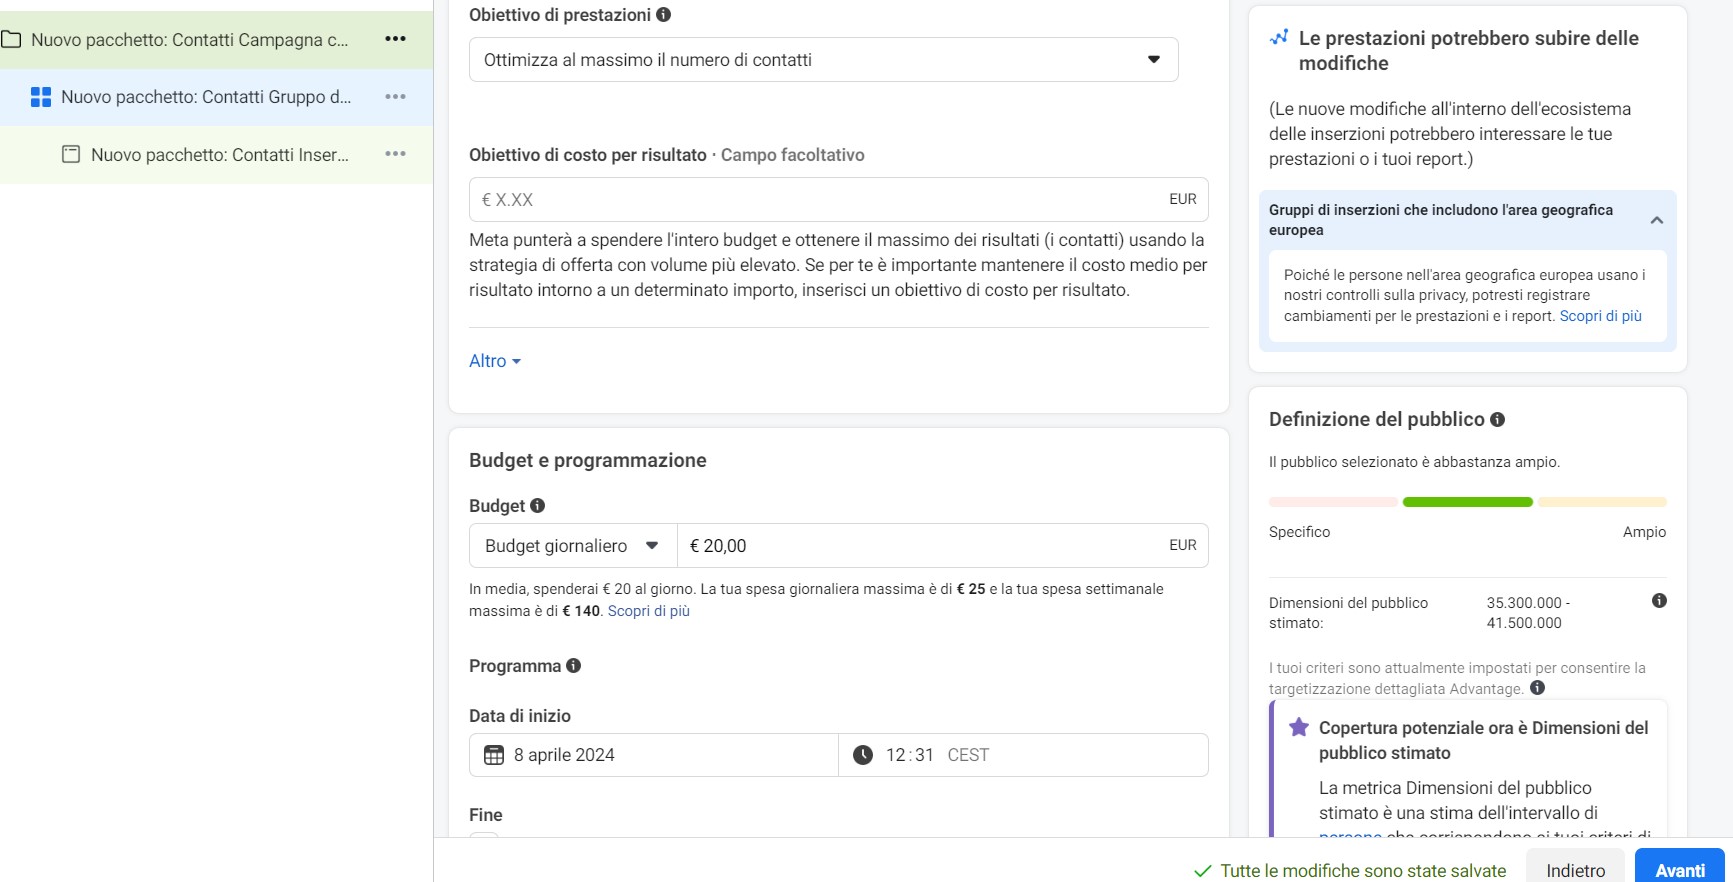 Nuovo pacchetto: Contatti Campagna c...
Nuovo pacchetto: Contatti Gruppo d...
Nuovo pacchetto: Contatti Inser...
Obiettivo di prestazioni
Ottimizza al massimo il numero di contatti
Obiettivo di costo per risultato · Campo facoltativo
€ X.XX
EUR
Meta punterà a spendere l'intero budget e ottenere il massimo dei risultati (i contatti) usando la
strategia di offerta con volume più elevato. Se per te è importante mantenere il costo medio per
risultato intorno a un determinato importo, inserisci un obiettivo di costo per risultato.
Altro
Budget e programmazione
Budget
Budget giornaliero
€ 20,00
EUR
In media, spenderai € 20 al giorno. La tua spesa giornaliera massima è di € 25 e la tua spesa settimanale
massima è di € 140. Scopri di più
Programma
Data di inizio
8 aprile 2024
12:31 CEST
Fine
Le prestazioni potrebbero subire delle
modifiche
(Le nuove modifiche all'interno dell'ecosistema
delle inserzioni potrebbero interessare le tue
prestazioni o i tuoi report.)
Gruppi di inserzioni che includono l'area geografica
europea
Poiché le persone nell'area geografica europea usano i
nostri controlli sulla privacy, potresti registrare
cambiamenti per le prestazioni e i report. Scopri di più
Definizione del pubblico
Il pubblico selezionato è abbastanza ampio.
Specifico
Ampio
Dimensioni del pubblico
stimato:
35.300.000 -
41.500.000
I tuoi criteri sono attualmente impostati per consentire la
targetizzazione dettagliata Advantage.
Copertura potenziale ora è Dimensioni del
pubblico stimato
La metrica Dimensioni del pubblico
stimato è una stima dell'intervallo di
persone che corrispondono ai tuoi criteri di
Tutte le modifiche sono state salvate
Indietro
Avanti